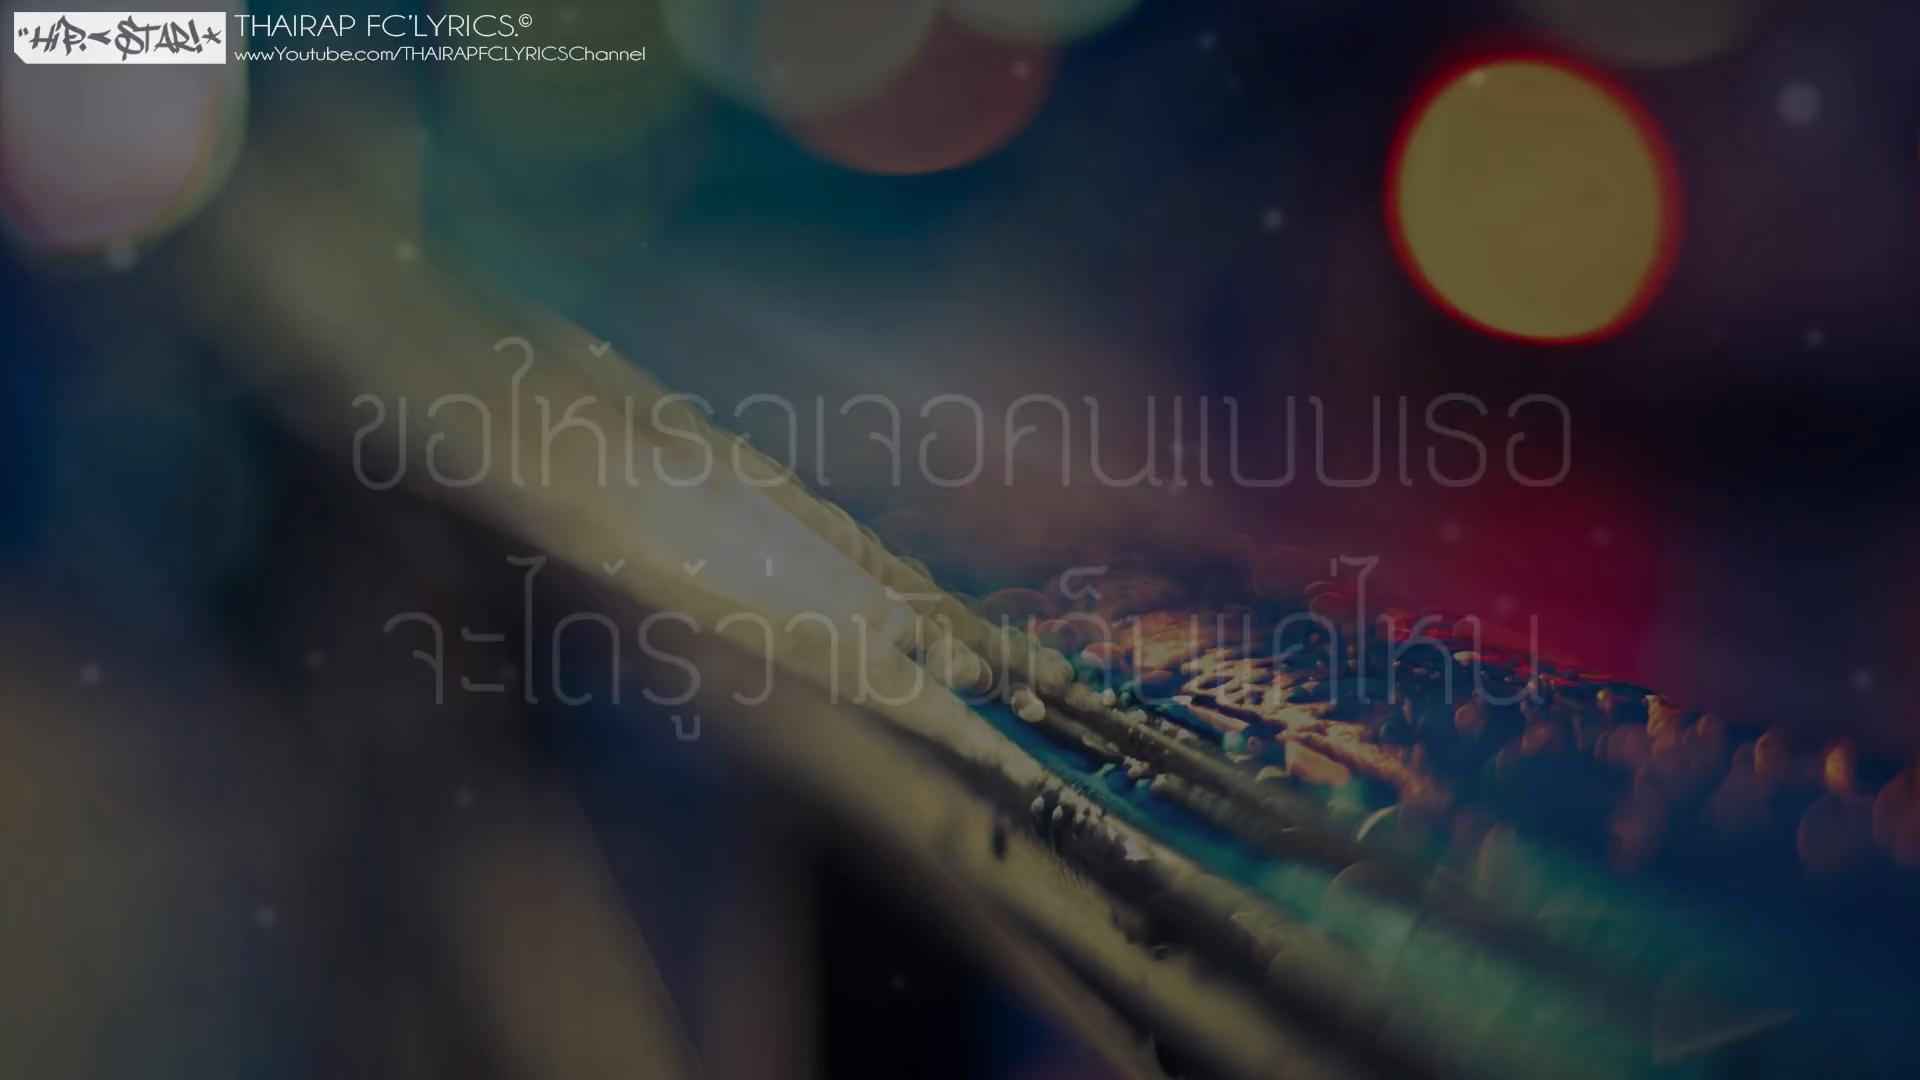 "HIP.<STAR!★
THAIRAP FC'LYRICS.©
www.Youtube.com/THAIRAPFCLYRICSChannel
ขอให้เธอเจอคนแบบเธอ
จะได้รู้ว่ามันเจ็บแค่ไหน